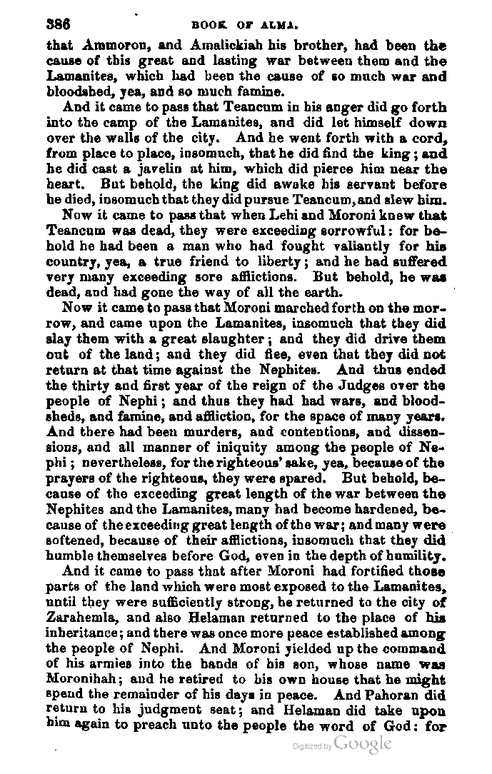 386 BOOK OF ALMA.
that Ammoron, and Amalickiah his brother, had been the
cause of this great and lasting war between them and the
Lamanites, which had been the cause of so much war and
bloodshed, yea, and so much famine.
And it came to pass that Teancum in his anger did go forth
into the camp of the Lamanites, and did let himself down
over the walls of the city. And he went forth with a cord,
from place to place, insomuch, that he did find the king; and
he did cast a javelin at him, which did pierce him near the
heart. But behold, the king did awake his servant before
he died, insomuch that they did pursue Teancum, and slew him.
Now it came to pass that when Lehi and Moroni knew that
Teancum was dead, they were exceeding sorrowful: for be-
hold he had been a man who had fought valiantly for his
country, yea, a true friend to liberty; and he had suffered
very many exceeding sore afflictions. But behold, he was
dead, and had gone the way of all the earth.
Now it came to pass that Moroni marched forth on the mor-
row, and came upon the Lamanites, insomuch that they did
slay them with a great slaughter; and they did drive them
out of the land; and they did flee, even that they did not
return at that time against the Nephites. And thus ended
the thirty and first year of the reign of the Judges over the
people of Nephi; and thus they had had wars, and blood-
sheds, and famine, and affliction, for the space of many years.
And there had been murders, and contentions, and dissen-
sions, and all manner of iniquity among the people of Ne-
phi; nevertheless, for the righteous' sake, yea, because of the
prayers of the righteous, they were spared. But behold, be-
cause of the exceeding great length of the war between the
Nephites and the Lamanites, many had become hardened, be-
cause of the exceeding great length of the war; and many were
softened, because of their afflictions, insomuch that they did
humble themselves before God, even in the depth of humility.
And it came to pass that after Moroni had fortified those
parts of the land which were most exposed to the Lamanites,
until they were sufficiently strong, he returned to the city of
Zarahemla, and also Helaman returned to the place of his
inheritance; and there was once more peace established among
the people of Nephi. And Moroni yielded up the command
of his armies into the hands of his son, whose name was
Moronihah; and he retired to his own house that he might
spend the remainder of his days in peace. And Pahoran did
return to his judgment seat; and Helaman did take upon
him again to preach unto the people the word of God: for
Digitized by Google